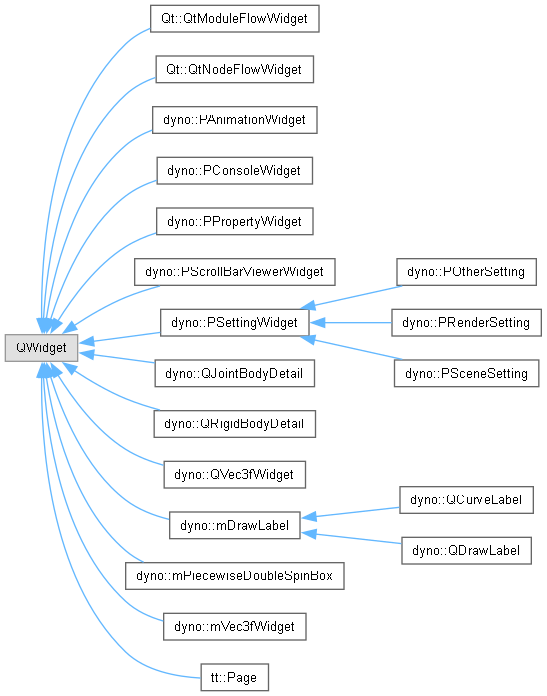 Qt::QtModuleFlowWidget
Qt::QtNodeFlowWidget
dyno::PAnimationWidget
dyno::PConsoleWidget
dyno::PPropertyWidget
dyno::PScrollBarViewerWidget
dyno::POtherSetting
dyno::PSettingWidget
dyno::PRenderSetting
QWidget
dyno::QJointBodyDetail
dyno::PSceneSetting
dyno::QRigidBodyDetail
dyno::QVec3fWidget
dyno::QCurveLabel
dyno::mDrawLabel
dyno::QDrawLabel
dyno::mPiecewiseDoubleSpinBox
dyno::mVec3fWidget
tt::Page